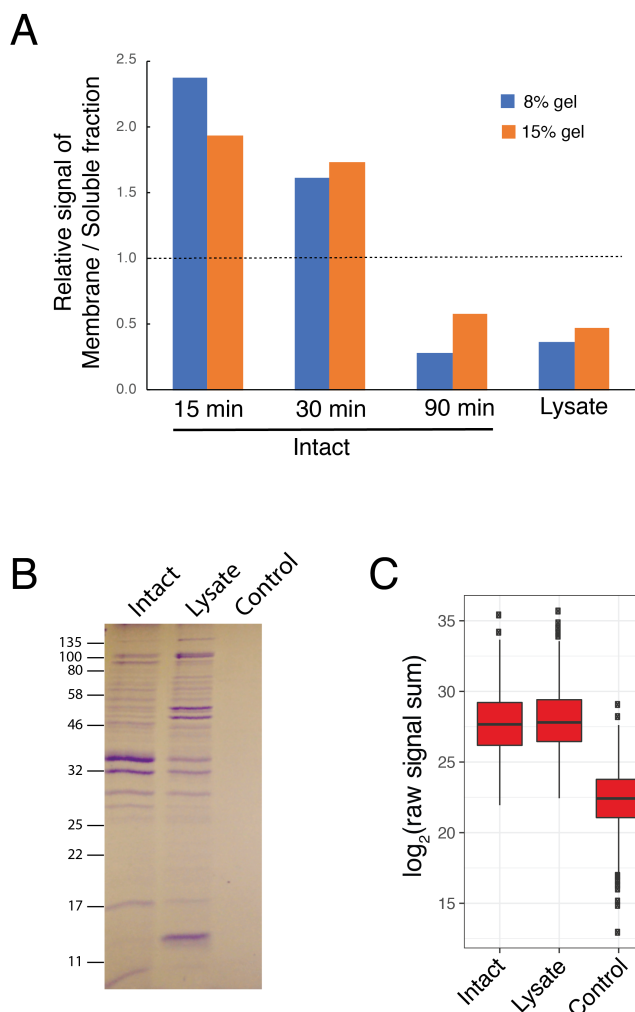 A
Relative signal of
Membrane / Soluble fraction
2.5
2.0
1.5
1.0
0.5
0.0
8% gel
15% gel
15 min
30 min
90 min
Lysate
Intact
B
Intact
Lysate
Control
135
100
80
58
46
32
25
22
17
11
C
log2(raw signal sum)
35
30
25
20
15
Intact
Lysate
Control